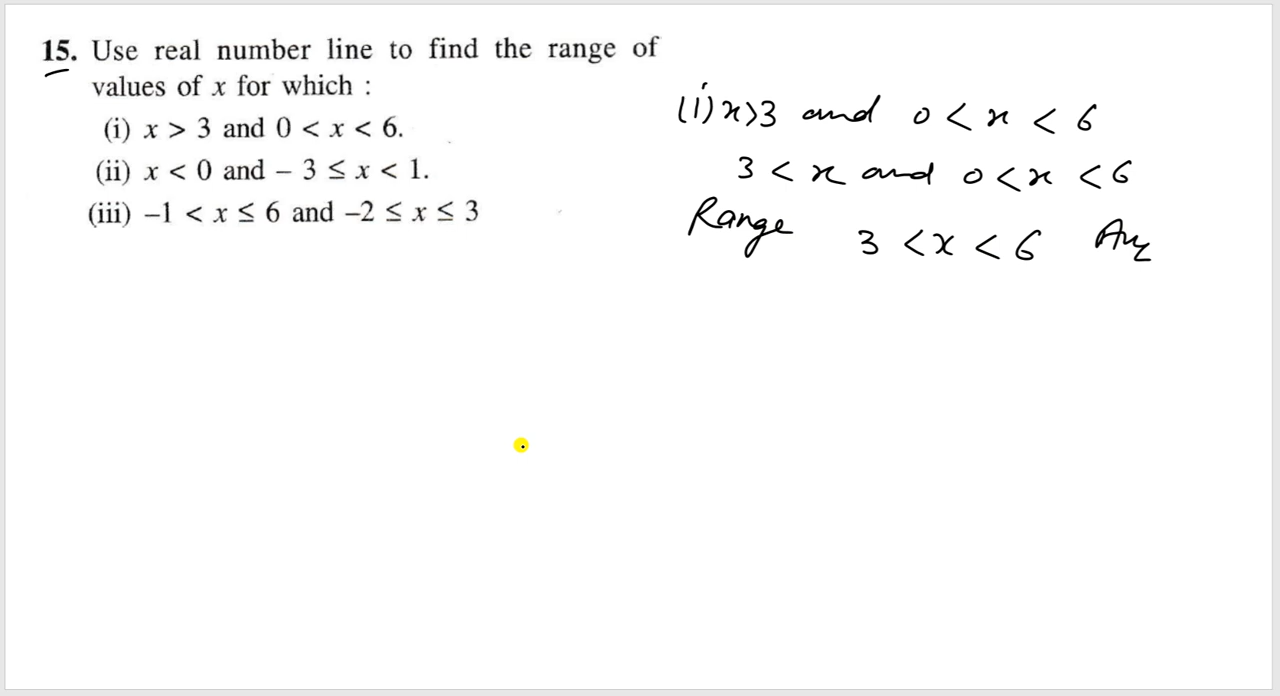 15. Use real number line to find the range of
values of x for which :
(i) x > 3 and 0 < x < 6.
(ii) x < 0 and – 3 ≤ x < 1.
(iii) –1 < x ≤ 6 and –2 ≤ x ≤ 3
(i) x>3 and 0 < x < 6
3 < x and 0 < x < 6
Range 3 < x < 6 Ans